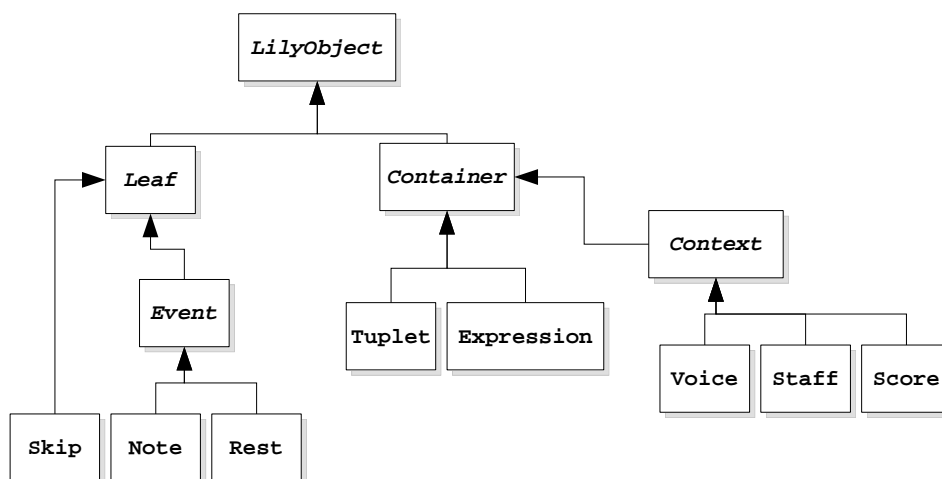 LilyObject
Leaf
Container
Context
Event
Tuplet
Expression
Voice
Staff
Score
Skip
Note
Rest